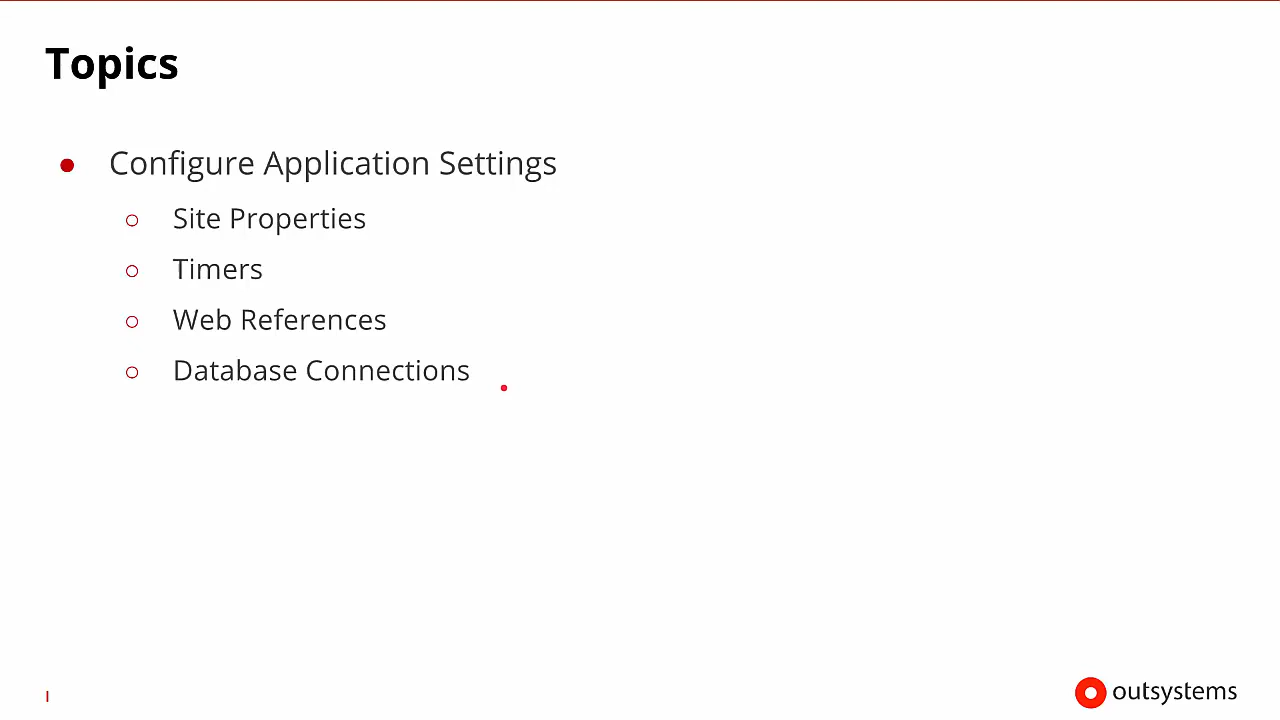 Topics
● Configure Application Settings
○ Site Properties
○ Timers
○ Web References
○ Database Connections
outsystems